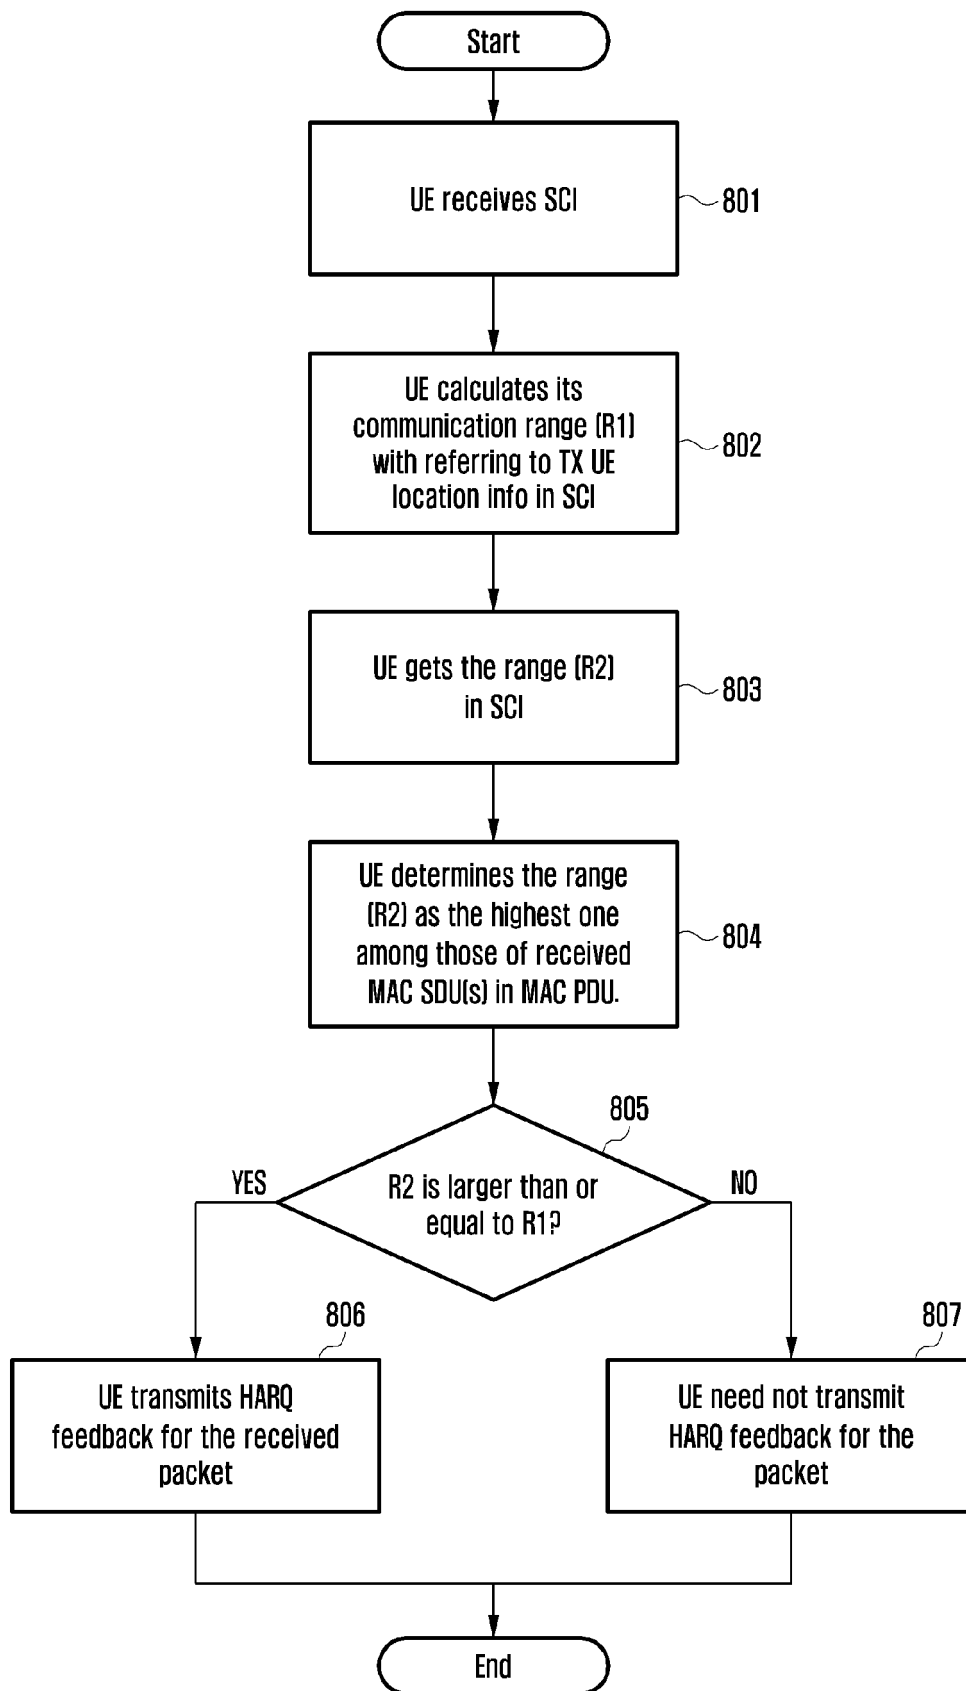 Start
UE receives SCI
801
UE calculates its
communication range (R1)
with referring to TX UE
location info in SCI
802
UE gets the range (R2)
in SCI
803
UE determines the range
(R2) as the highest one
among those of received
MAC SDU(s) in MAC PDU.
804
805
R2 is larger than or
equal to R1?
YES
NO
806
UE transmits HARQ
feedback for the received
packet
807
UE need not transmit
HARQ feedback for the
packet
End